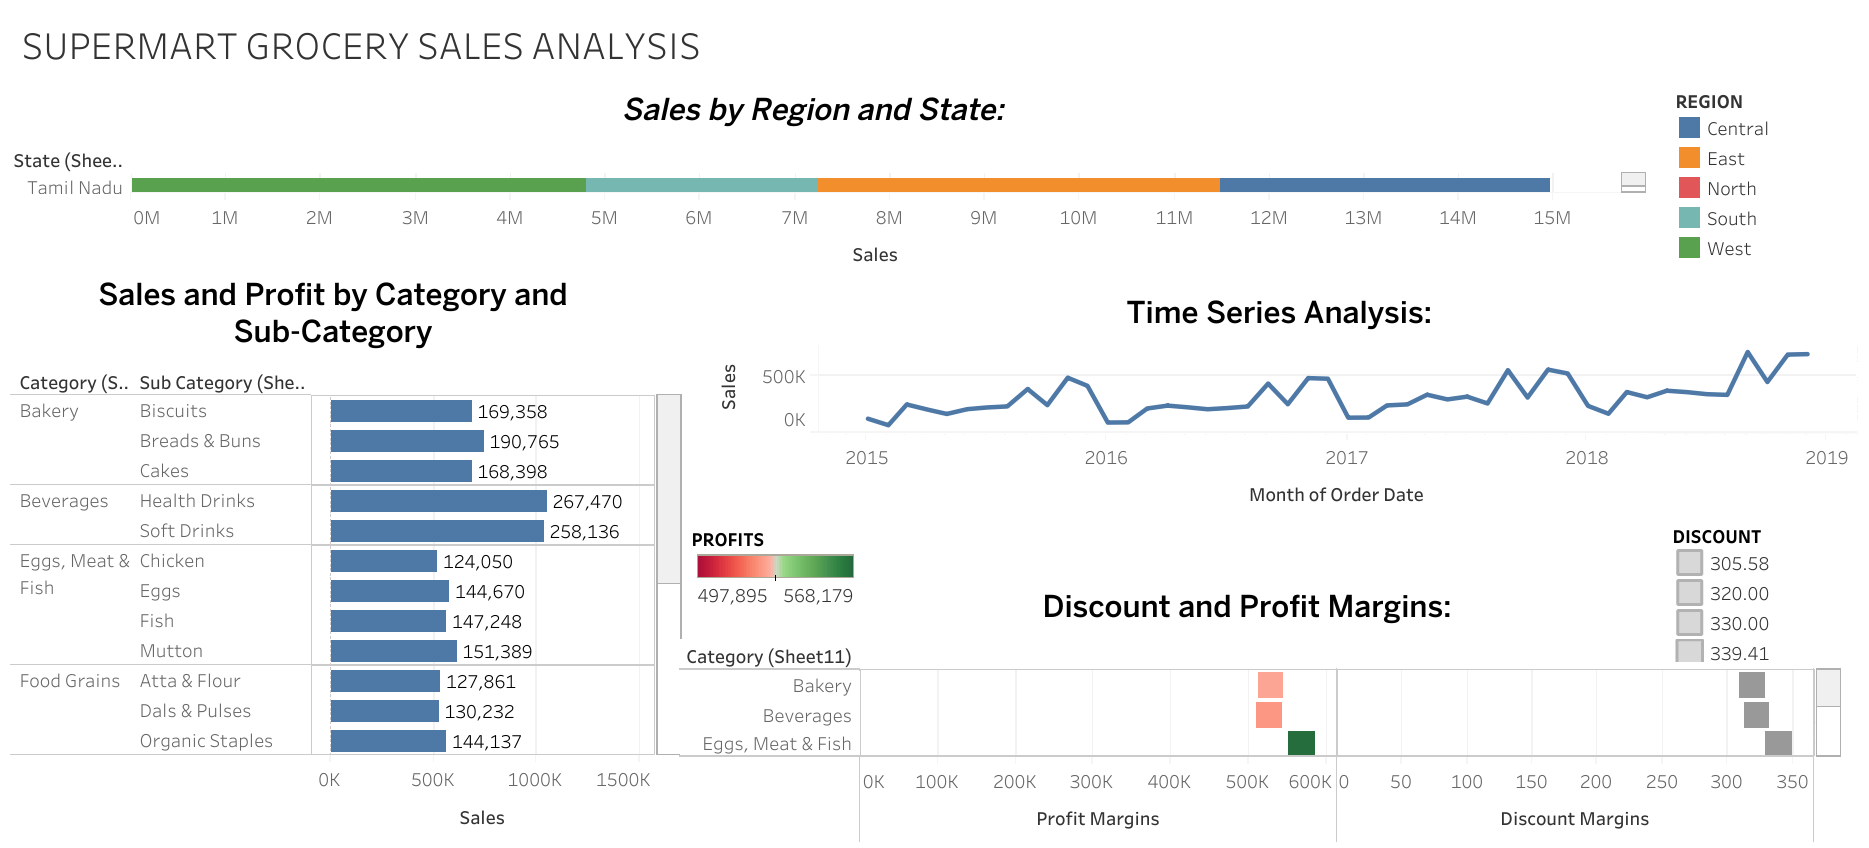 SUPERMART GROCERY SALES ANALYSIS
Sales by Region and State:
State (Shee..
Tamil Nadu
0M 1M 2M 3M 4M 5M 6M 7M 8M 9M 10M 11M 12M 13M 14M 15M
Sales
REGION
Central
East
North
South
West
Sales and Profit by Category and
Sub-Category
Category (S.. Sub Category (She..
Bakery Biscuits 169,358
Breads & Buns 190,765
Cakes 168,398
Beverages Health Drinks 267,470
Soft Drinks 258,136
Eggs, Meat & Chicken 124,050
Fish Eggs 144,670
Fish 147,248
Mutton 151,389
Food Grains Atta & Flour 127,861
Dals & Pulses 130,232
Organic Staples 144,137
0K 500K 1000K 1500K
Sales
Time Series Analysis:
Sales
500K
0K
2015 2016 2017 2018 2019
Month of Order Date
PROFITS
497,895 568,179
Discount and Profit Margins:
DISCOUNT
305.58
320.00
330.00
339.41
Category (Sheet11)
Bakery
Beverages
Eggs, Meat & Fish
0K 100K 200K 300K 400K 500K 600K 0 50 100 150 200 250 300 350
Profit Margins Discount Margins